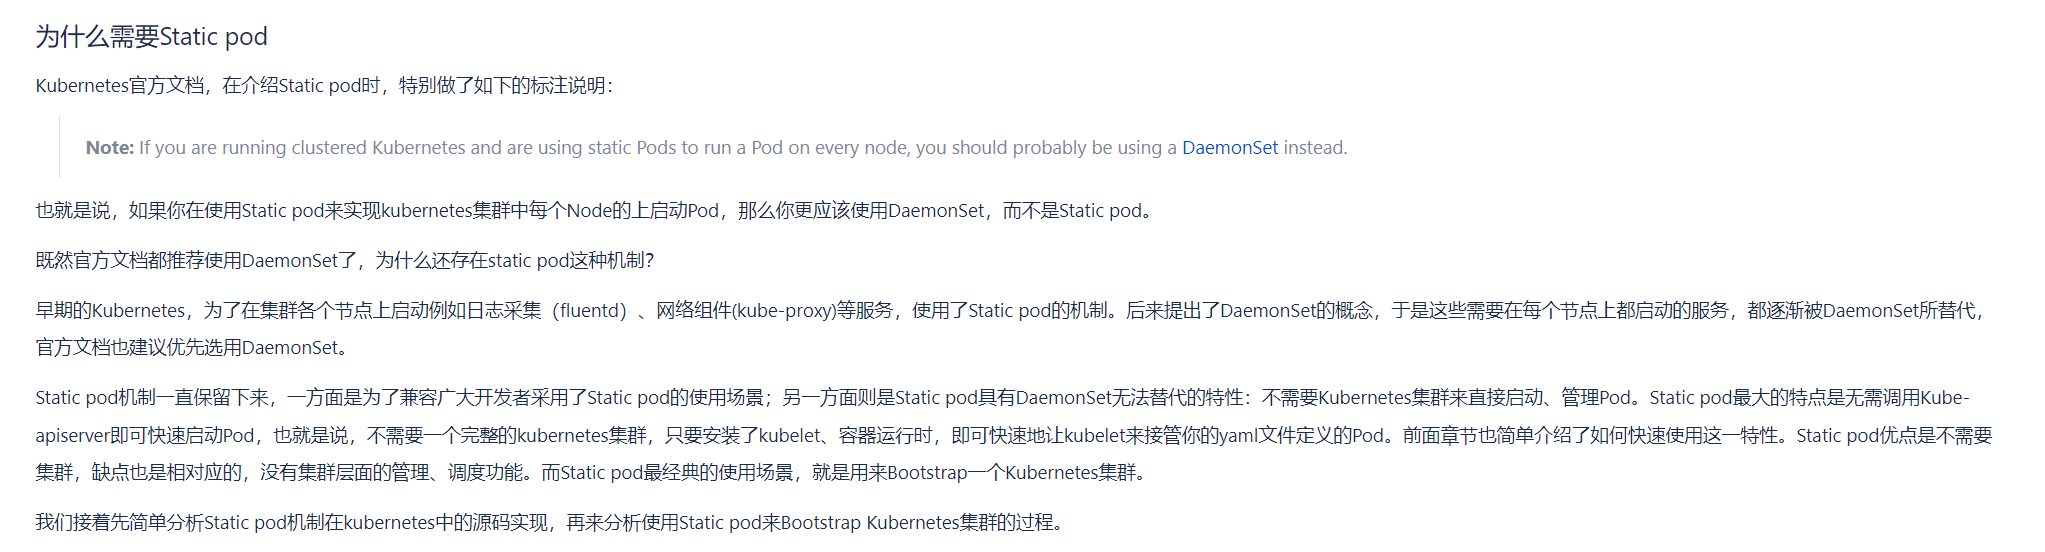 为什么需要Static pod
Kubernetes官方文档，在介绍Static pod时，特别做了如下的标注说明：
Note: If you are running clustered Kubernetes and are using static Pods to run a Pod on every node, you should probably be using a DaemonSet instead.
也就是说，如果你在使用Static pod来实现kubernetes集群中每个Node的上启动Pod，那么你更应该使用DaemonSet，而不是Static pod。
既然官方文档都推荐使用DaemonSet了，为什么还存在static pod这种机制？
早期的Kubernetes，为了在集群各个节点上启动例如日志采集（fluentd）、网络组件(kube-proxy)等服务，使用了Static pod的机制。后来提出了DaemonSet的概念，于是这些需要在每个节点上都启动的服务，都逐渐被DaemonSet所替代，
官方文档也建议优先选用DaemonSet。
Static pod机制一直保留下来，一方面是为了兼容广大开发者采用了Static pod的使用场景；另一方面则是Static pod具有DaemonSet无法替代的特性：不需要Kubernetes集群来直接启动、管理Pod。Static pod最大的特点是无需调用Kube-
apiserver即可快速启动Pod，也就是说，不需要一个完整的kubernetes集群，只要安装了kubelet、容器运行时，即可快速地让kubelet来接管你的yaml文件定义的Pod。前面章节也简单介绍了如何快速使用这一特性。Static pod优点是不需要
集群，缺点也是相对应的，没有集群层面的管理、调度功能。而Static pod最经典的使用场景，就是用来Bootstrap一个Kubernetes集群。
我们接着先简单分析Static pod机制在kubernetes中的源码实现，再来分析使用Static pod来Bootstrap Kubernetes集群的过程。